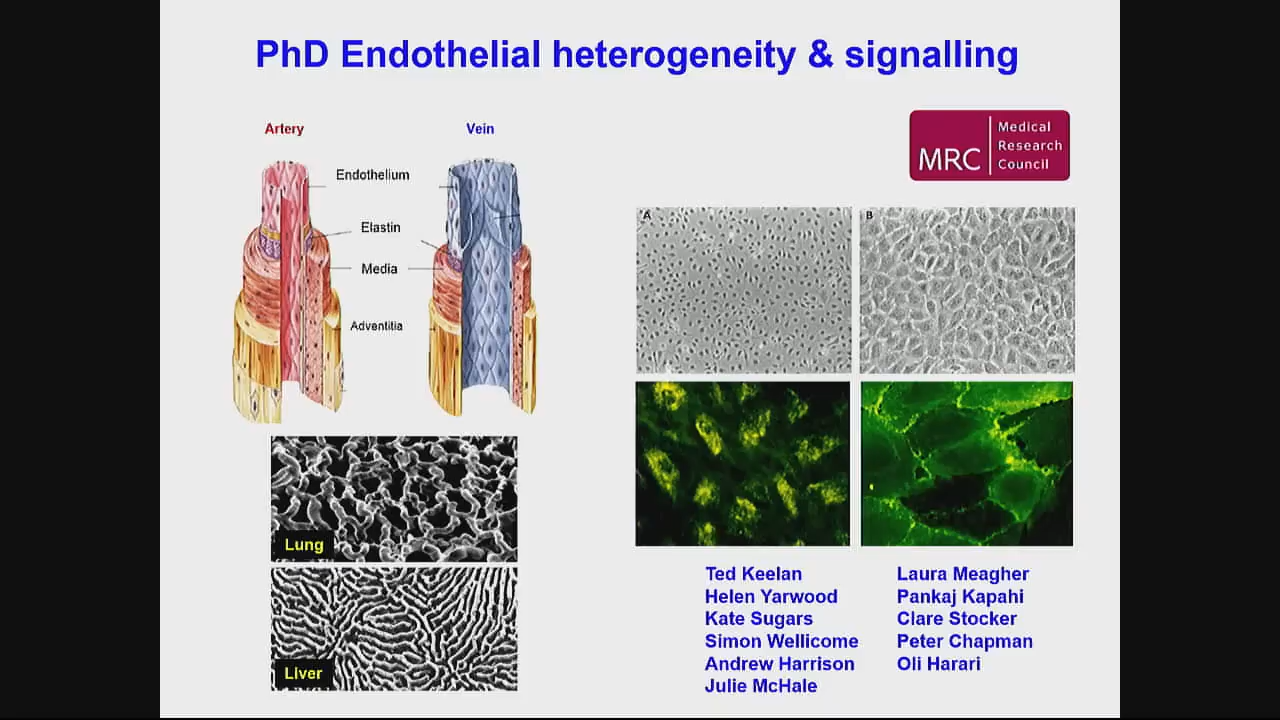 PhD Endothelial heterogeneity & signalling
Artery
Vein
Endothelium
Elastin
Media
Adventitia
MRC
Medical
Research
Council
A
B
Lung
Liver
Ted Keelan
Helen Yarwood
Kate Sugars
Simon Wellicome
Andrew Harrison
Julie McHale
Laura Meagher
Pankaj Kapahi
Clare Stocker
Peter Chapman
Oli Harari